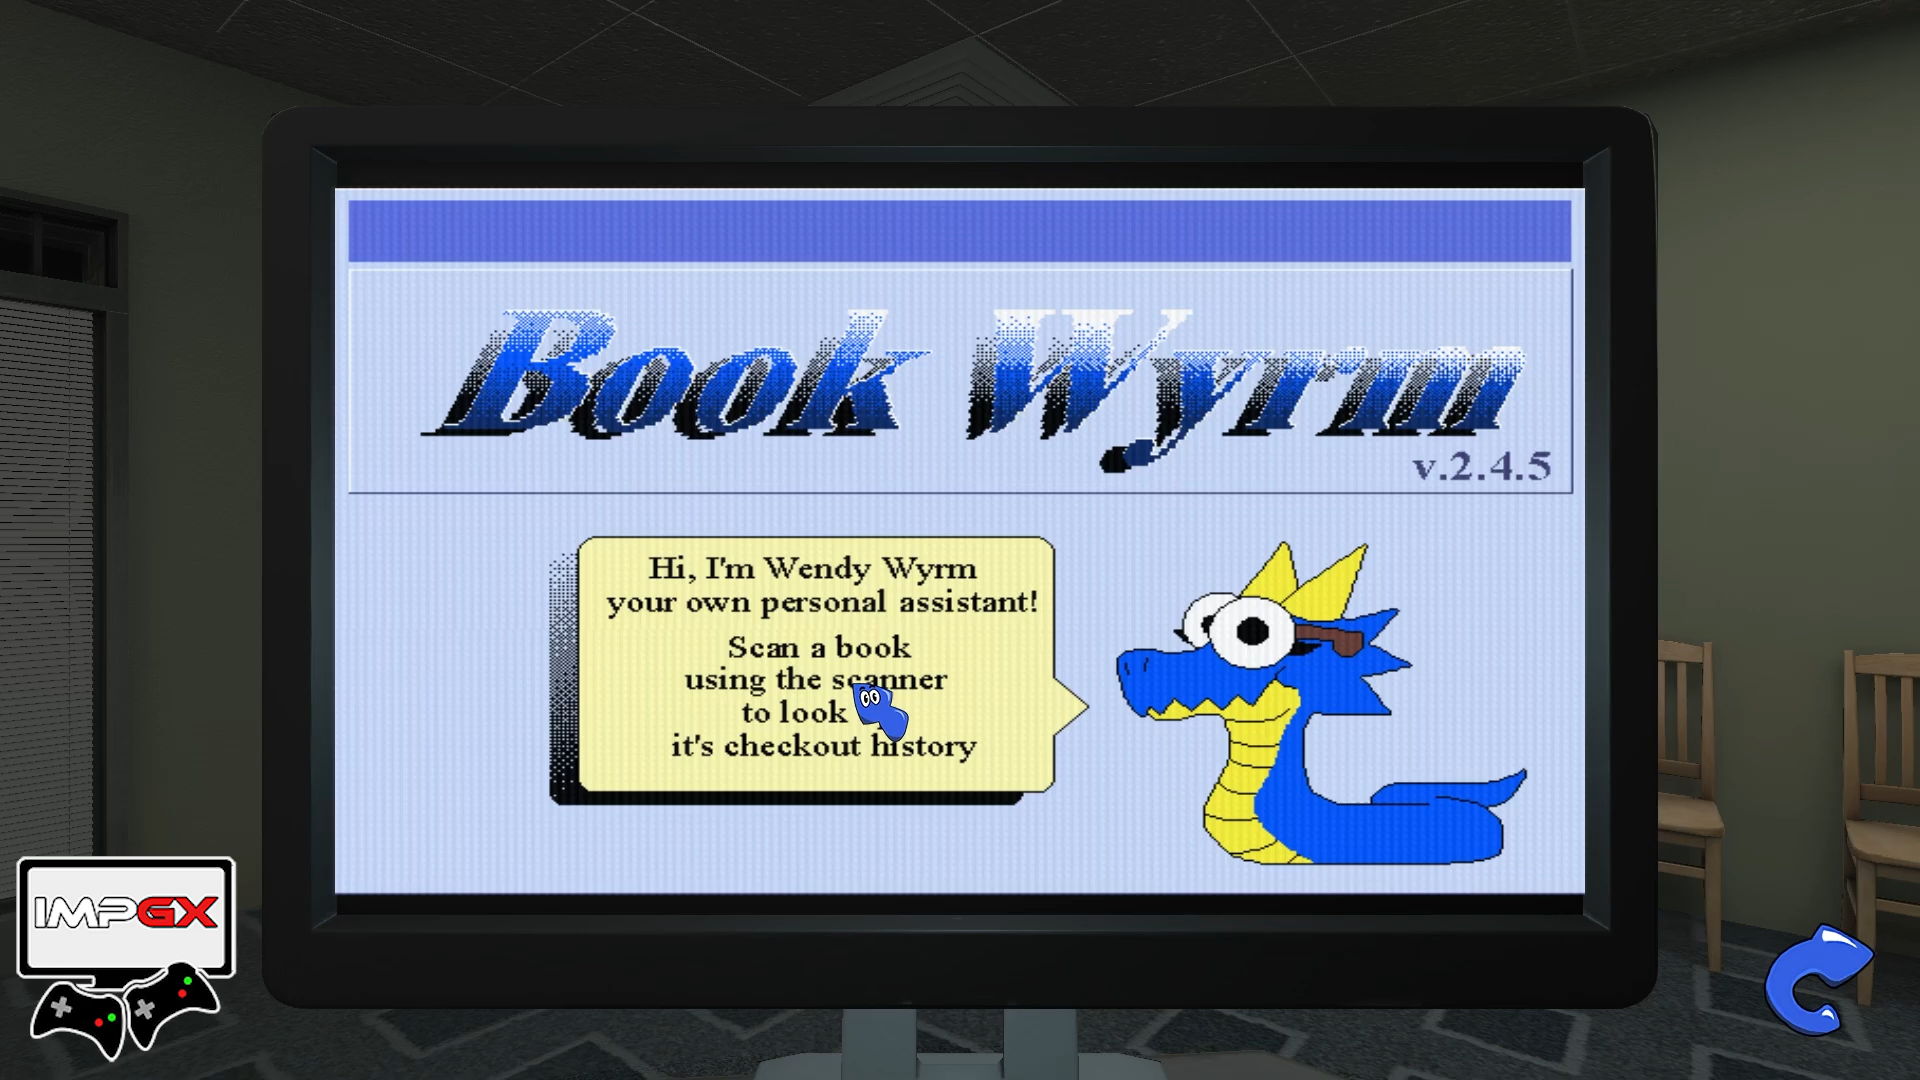 Book Wyrm
v.2.4.5
Hi, I'm Wendy Wyrm
your own personal assistant!
Scan a book
using the scanner
to look
it's checkout history
IMPGX